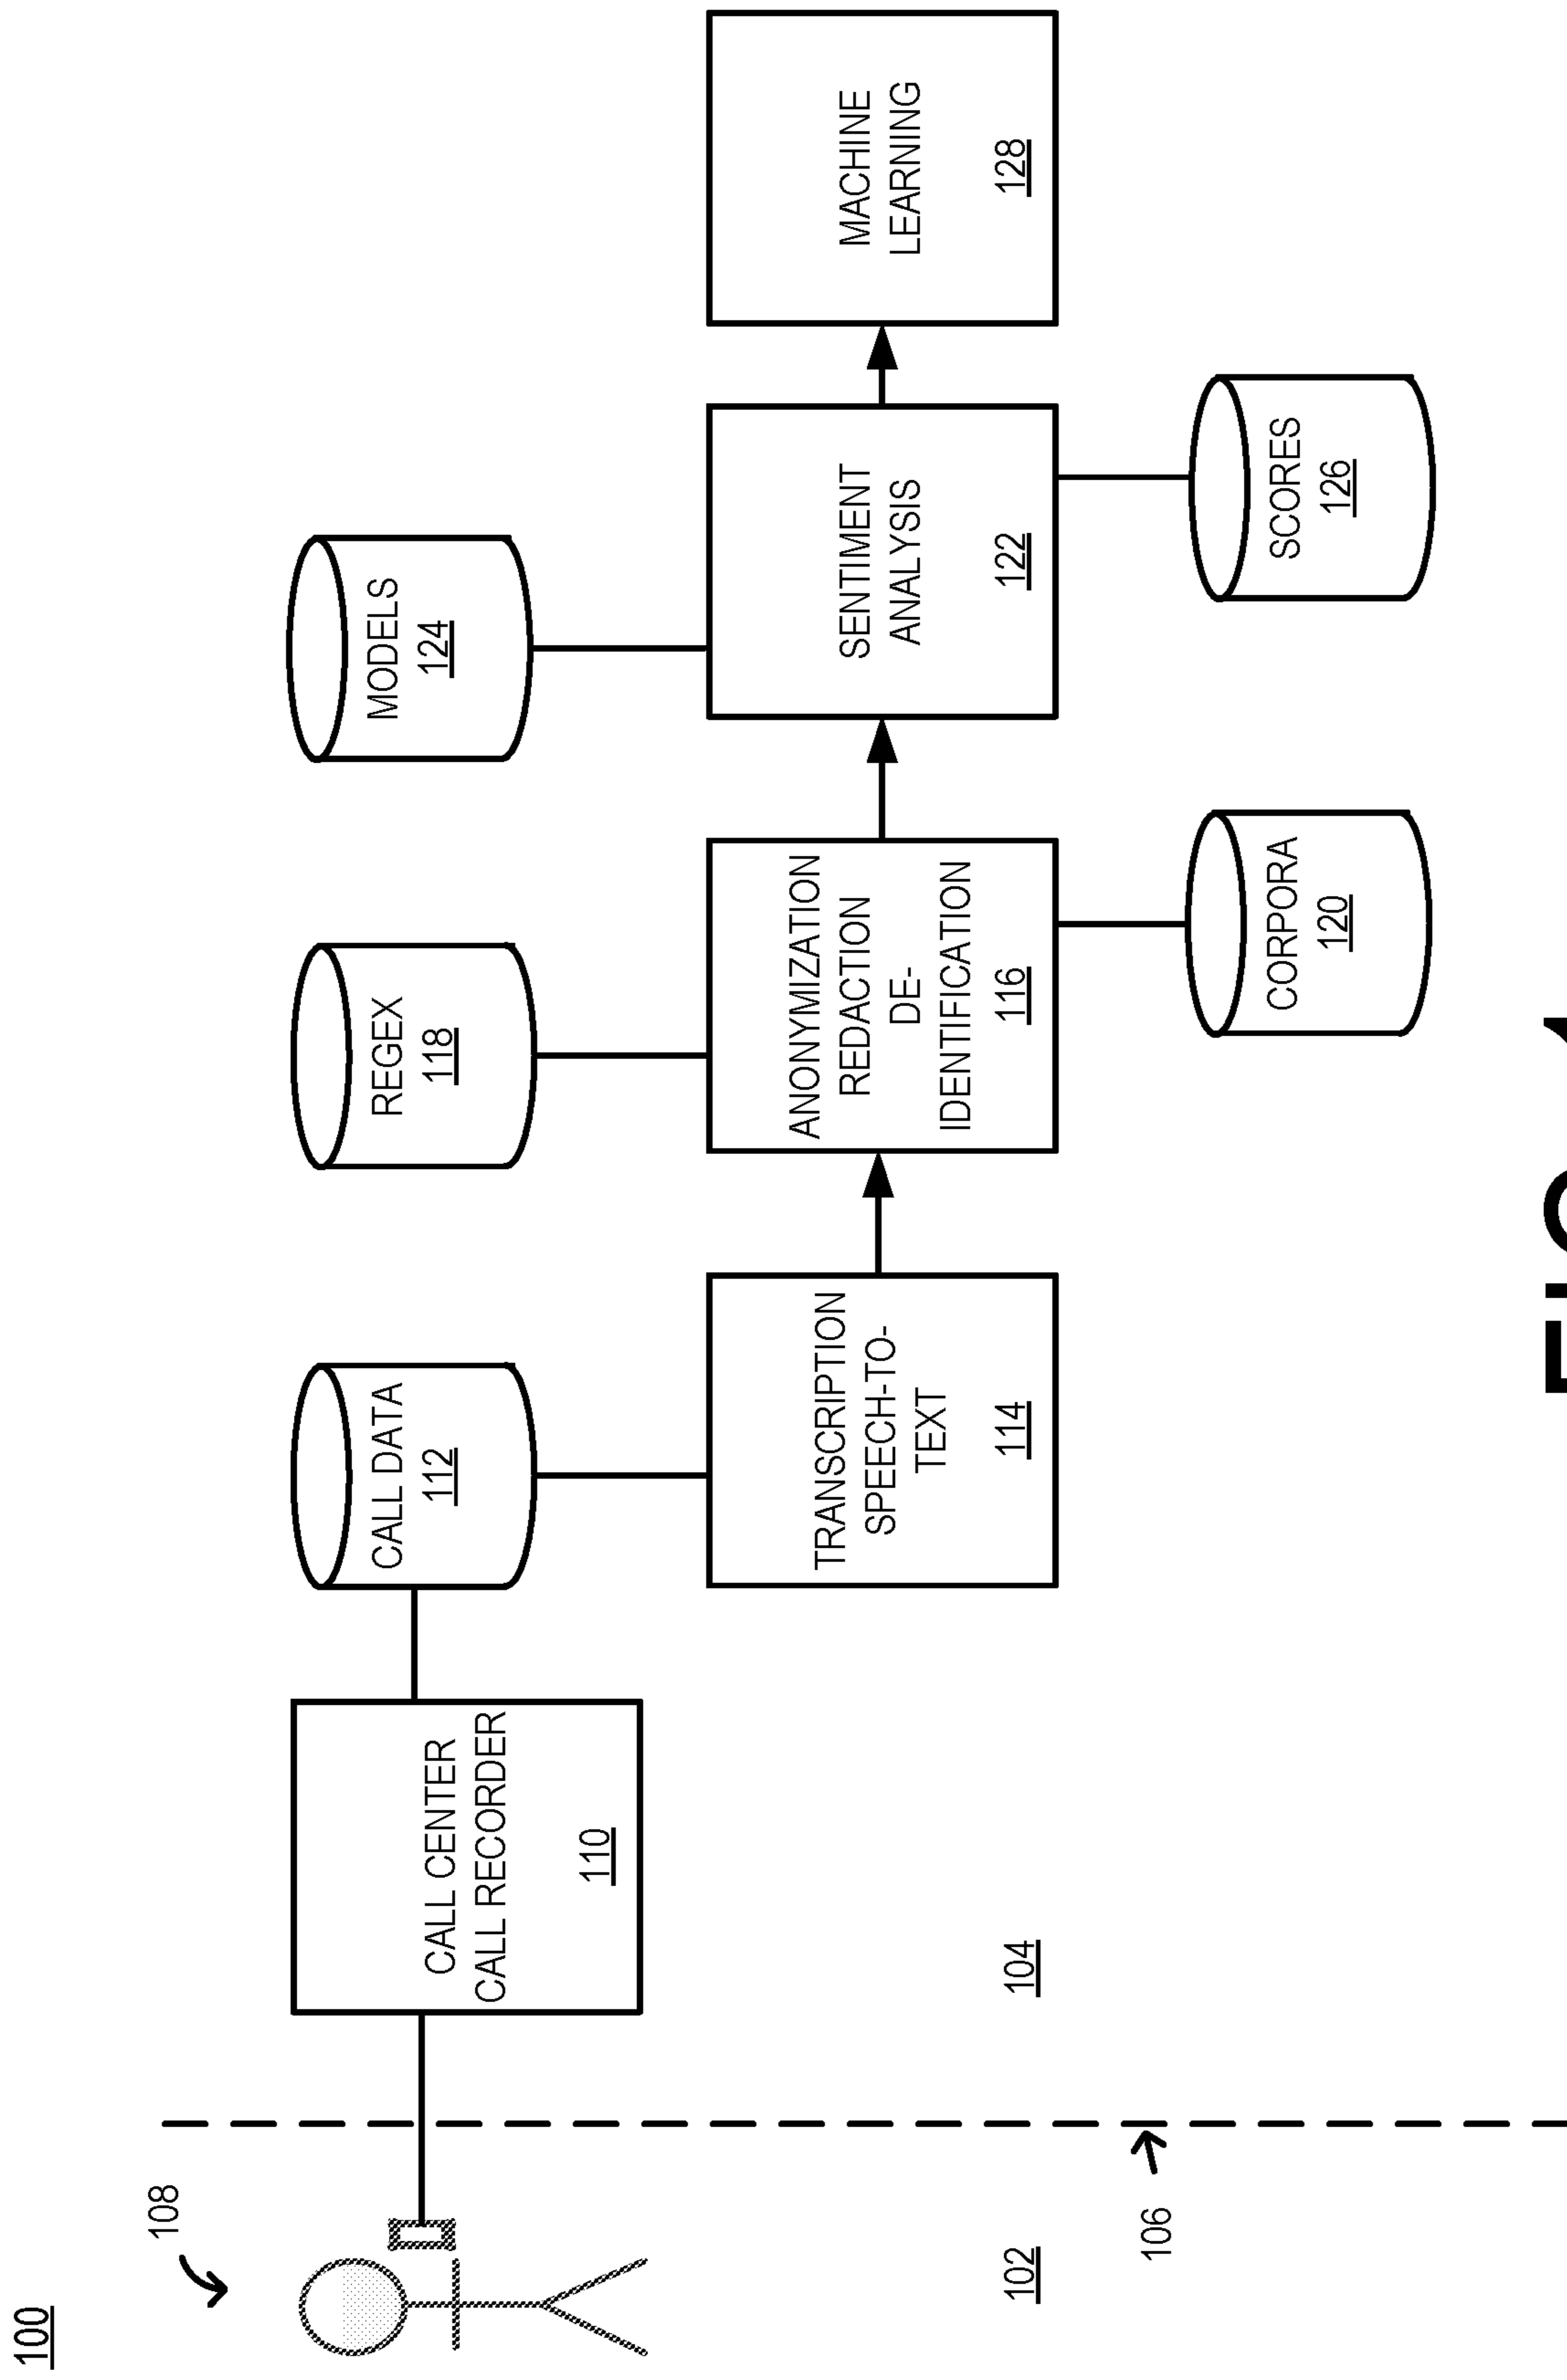 100
108
CALL CENTER
CALL RECORDER
110
CALL DATA
112
REGEX
118
MODELS
124
TRANSCRIPTION
SPEECH-TO-
TEXT
114
ANONYMIZATION
REDACTION
DE-
IDENTIFICATION
116
SENTIMENT
ANALYSIS
122
MACHINE
LEARNING
128
102
104
106
CORPORA
120
SCORES
126